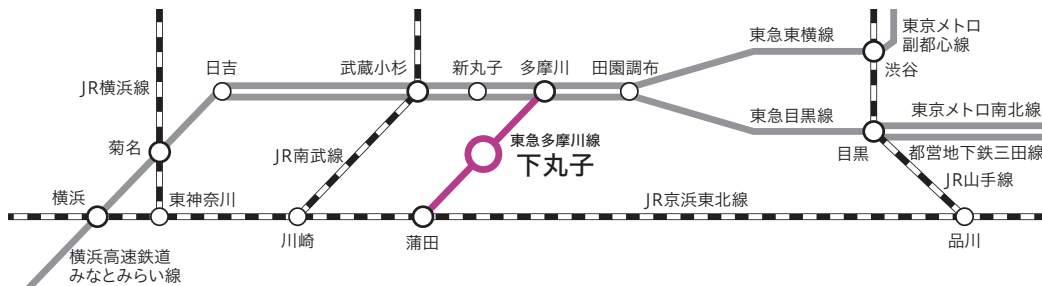 東急東横線
東京メトロ
副都心線
日吉
武蔵小杉
新丸子
多摩川
田園調布
渋谷
JR横浜線
東急目黒線
東京メトロ南北線
菊名
JR南武線
東急多摩川線
下丸子
目黒
都営地下鉄三田線
JR山手線
横浜
東神奈川
JR京浜東北線
川崎
蒲田
品川
横浜高速鉄道
みなとみらい線